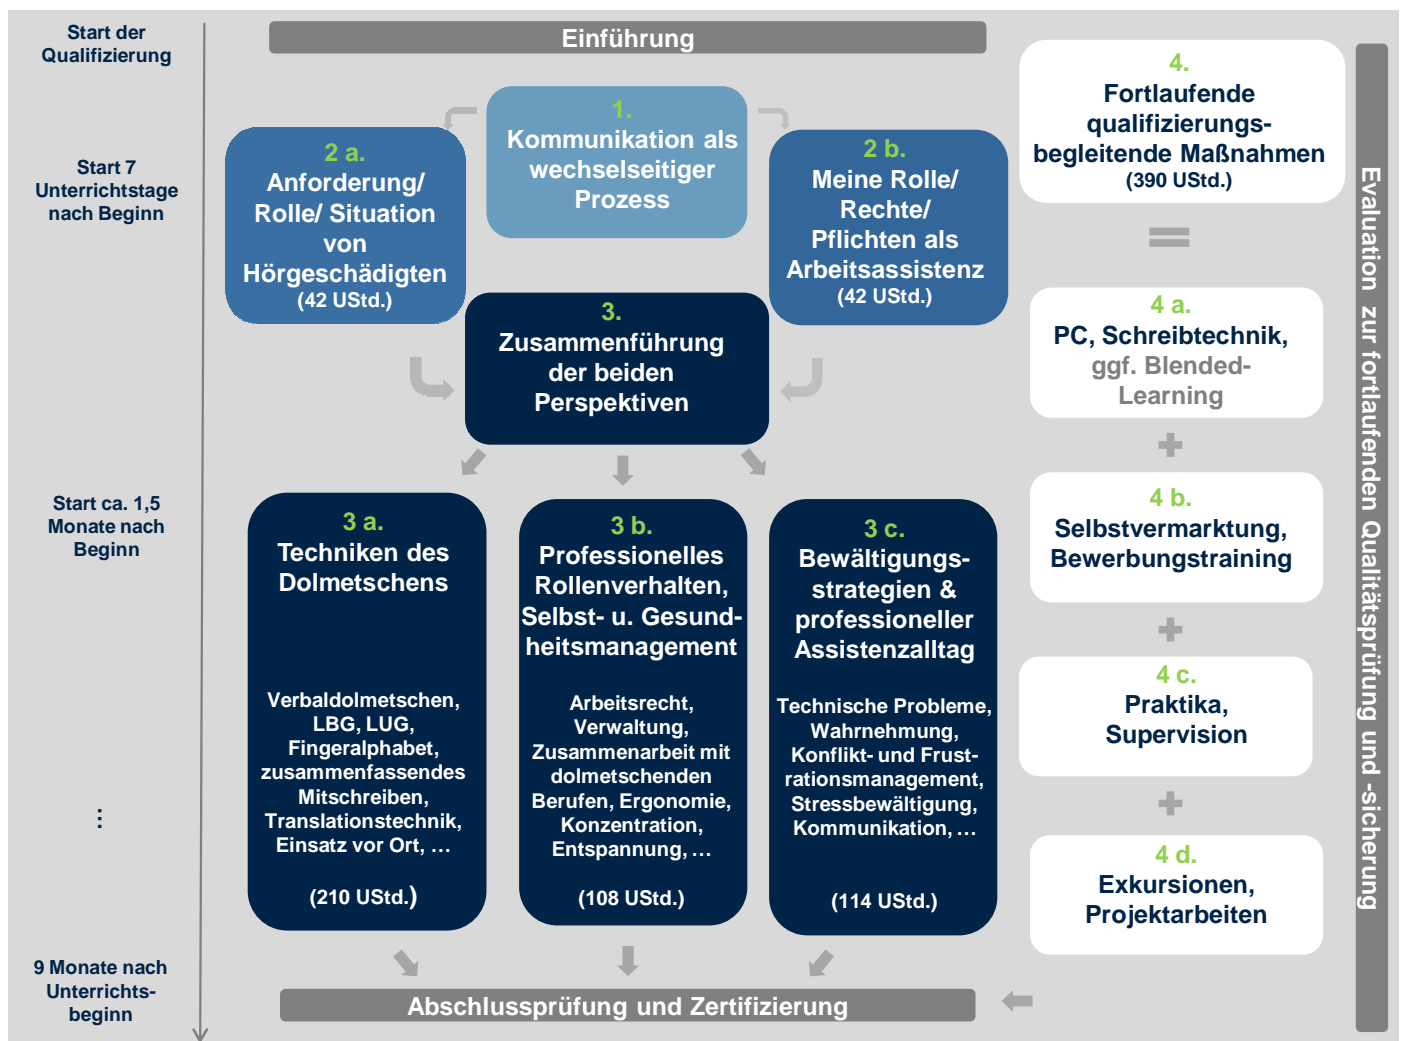 Start der
Qualifizierung
Einführung
1.
Kommunikation als
wechselseitiger
Prozess
Start 7
Unterrichtstage
nach Beginn
2 a.
Anforderung/
Rolle/ Situation
von
Hörgeschädigten
(42 UStd.)
2 b.
Meine Rolle/
Rechte/
Pflichten als
Arbeitsassistenz
(42 UStd.)
3.
Zusammenführung
der beiden
Perspektiven
Start ca. 1,5
Monate nach
Beginn
3 a.
Techniken des
Dolmetschens
Verbaldolmetschen,
LBG, LUG,
Fingeralphabet,
zusammenfassendes
Mitschreiben,
Translationstechnik,
Einsatz vor Ort, …
(210 UStd.)
3 b.
Professionelles
Rollenverhalten,
Selbst- u. Gesund-
heitsmanagement
Arbeitsrecht,
Verwaltung,
Zusammenarbeit mit
dolmetschenden
Berufen, Ergonomie,
Konzentration,
Entspannung, …
(108 UStd.)
3 c.
Bewältigungs-
strategien &
professioneller
Assistenzalltag
Technische Probleme,
Wahrnehmung,
Konflikt- und Frust-
rationsmanagement,
Stressbewältigung,
Kommunikation, …
(114 UStd.)
⋮
9 Monate nach
Unterrichts-
beginn
Abschlussprüfung und Zertifizierung
4.
Fortlaufende
qualifizierungs-
begleitende Maßnahmen
(390 UStd.)
=
4 a.
PC, Schreibtechnik,
ggf. Blended-
Learning
+
4 b.
Selbstvermarktung,
Bewerbungstraining
+
4 c.
Praktika,
Supervision
+
4 d.
Exkursionen,
Projektarbeiten
Evaluation zur fortlaufenden Qualitätsprüfung und -sicherung